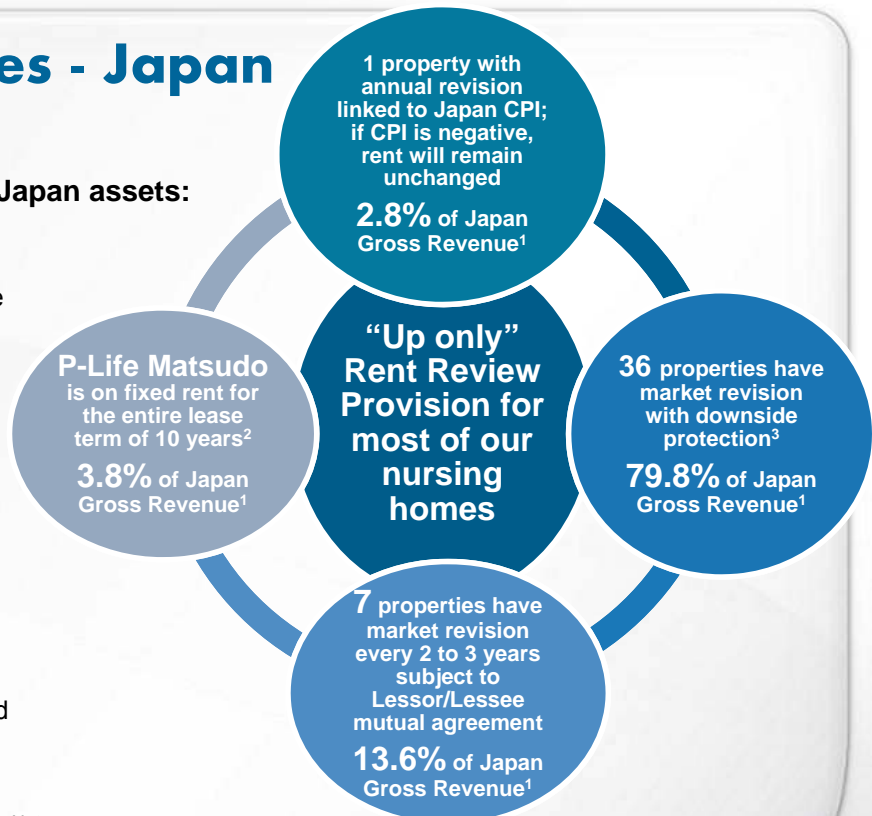 es - Japan
Japan assets:
e
d
1 property with
annual revision
linked to Japan CPI;
if CPI is negative,
rent will remain
unchanged
2.8% of Japan
Gross Revenue1
36 properties have
market revision
with downside
protection3
79.8% of Japan
Gross Revenue1
7 properties have
market revision
every 2 to 3 years
subject to
Lessor/Lessee
mutual agreement
13.6% of Japan
Gross Revenue1
P-Life Matsudo
is on fixed rent for
the entire lease
term of 10 years2
3.8% of Japan
Gross Revenue1
“Up only”
Rent Review
Provision for
most of our
nursing
homes